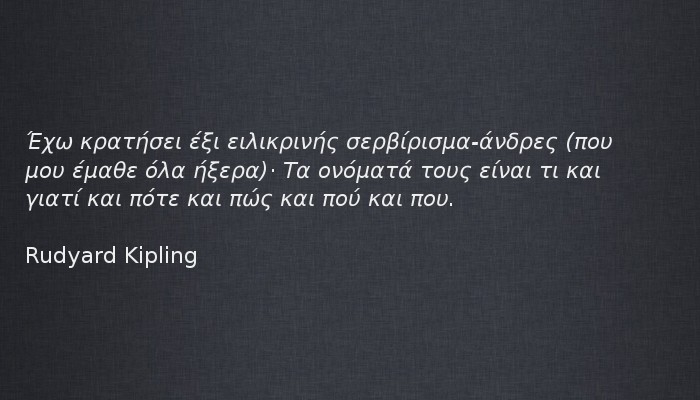 Έχω κρατήσει έξι ειλικρινής σερβίρισμα-άνδρες (που
μου έμαθε όλα ήξερα)· Τα ονόματά τους είναι τι και
γιατί και πότε και πώς και πού και που.
Rudyard Kipling